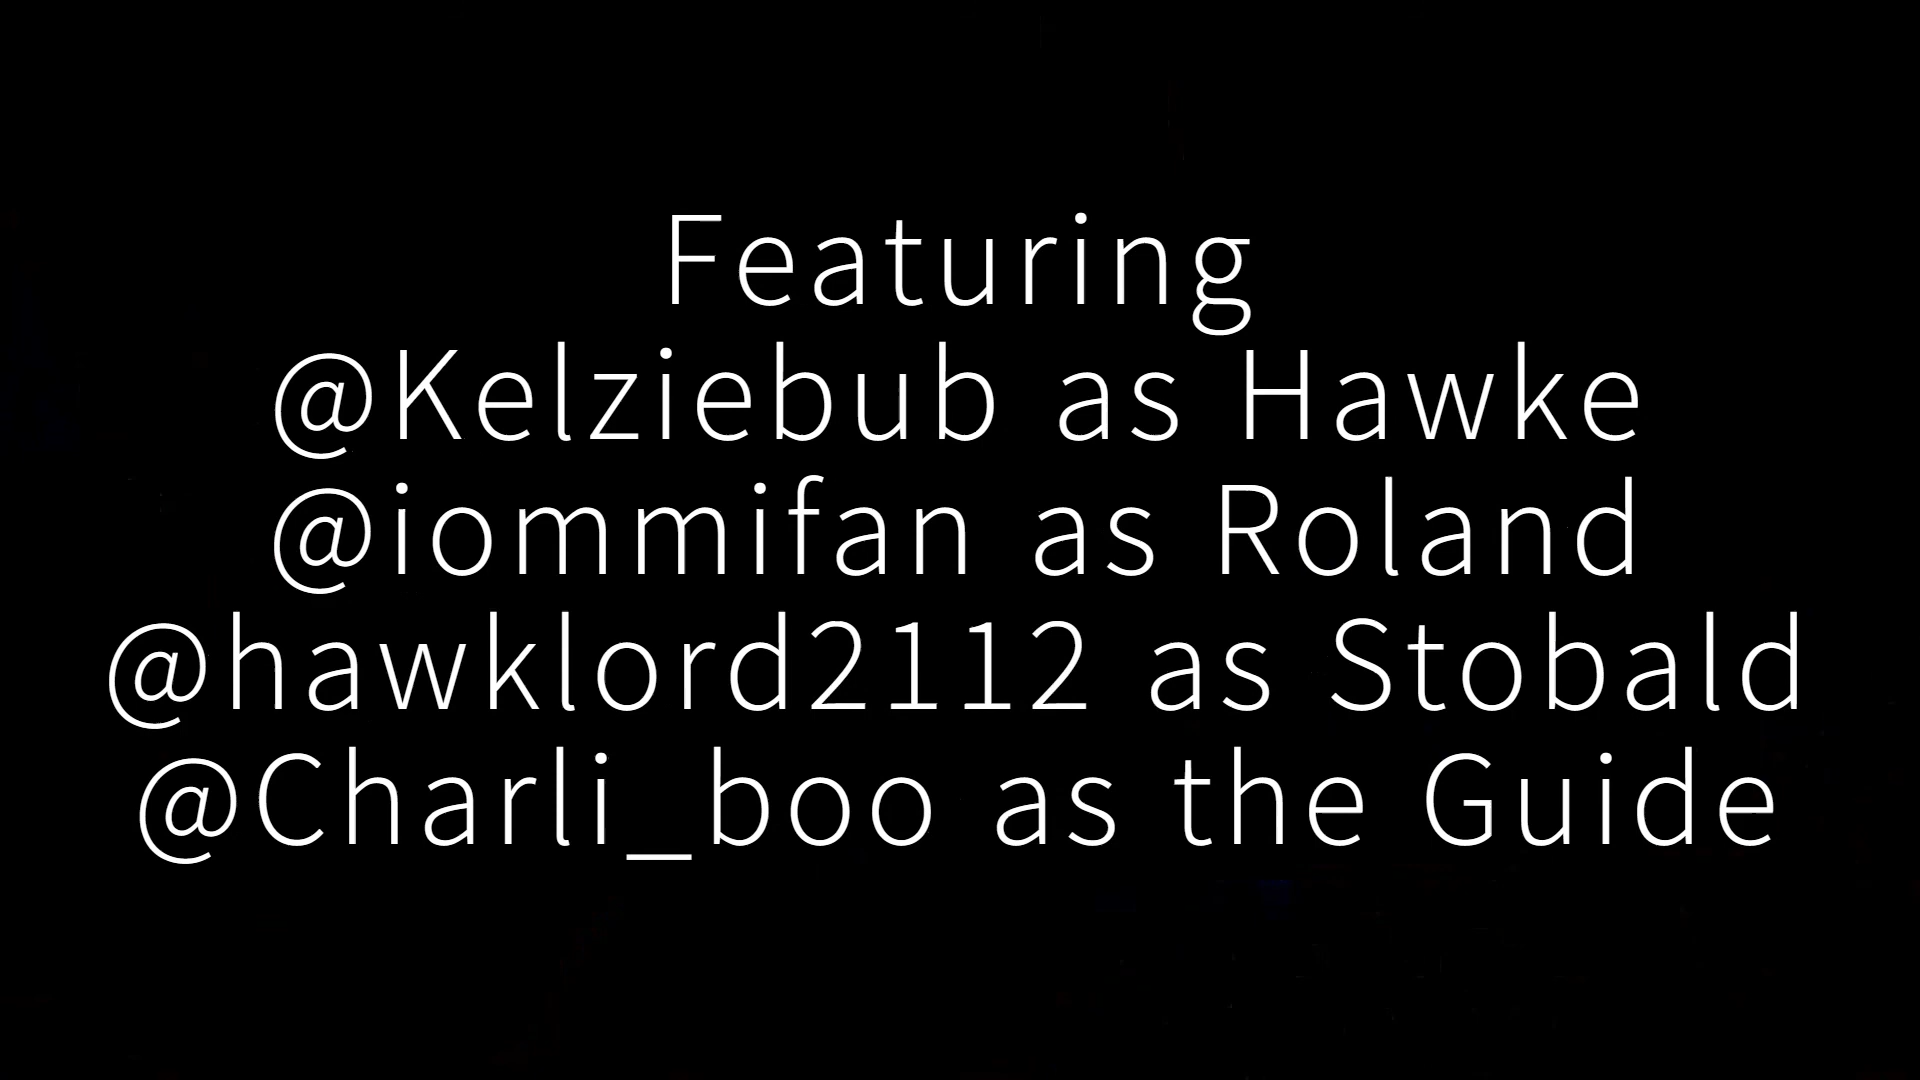 Featuring
@Kelziebub as Hawke
@iommifan as Roland
@hawklord2112 as Stobald
@Charli_boo as the Guide